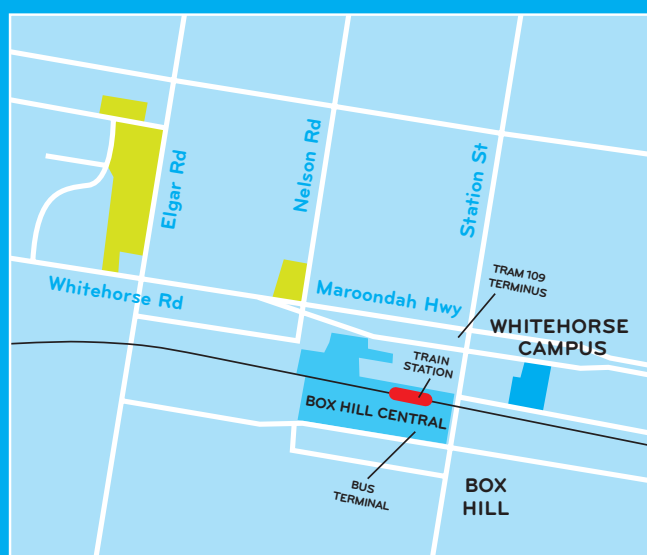 Elgar Rd
Nelson Rd
Station St
TRAM 109
TERMINUS
Whitehorse Rd
Maroondah Hwy
WHITEHORSE
CAMPUS
TRAIN
STATION
BOX HILL CENTRAL
BUS
TERMINAL
BOX
HILL